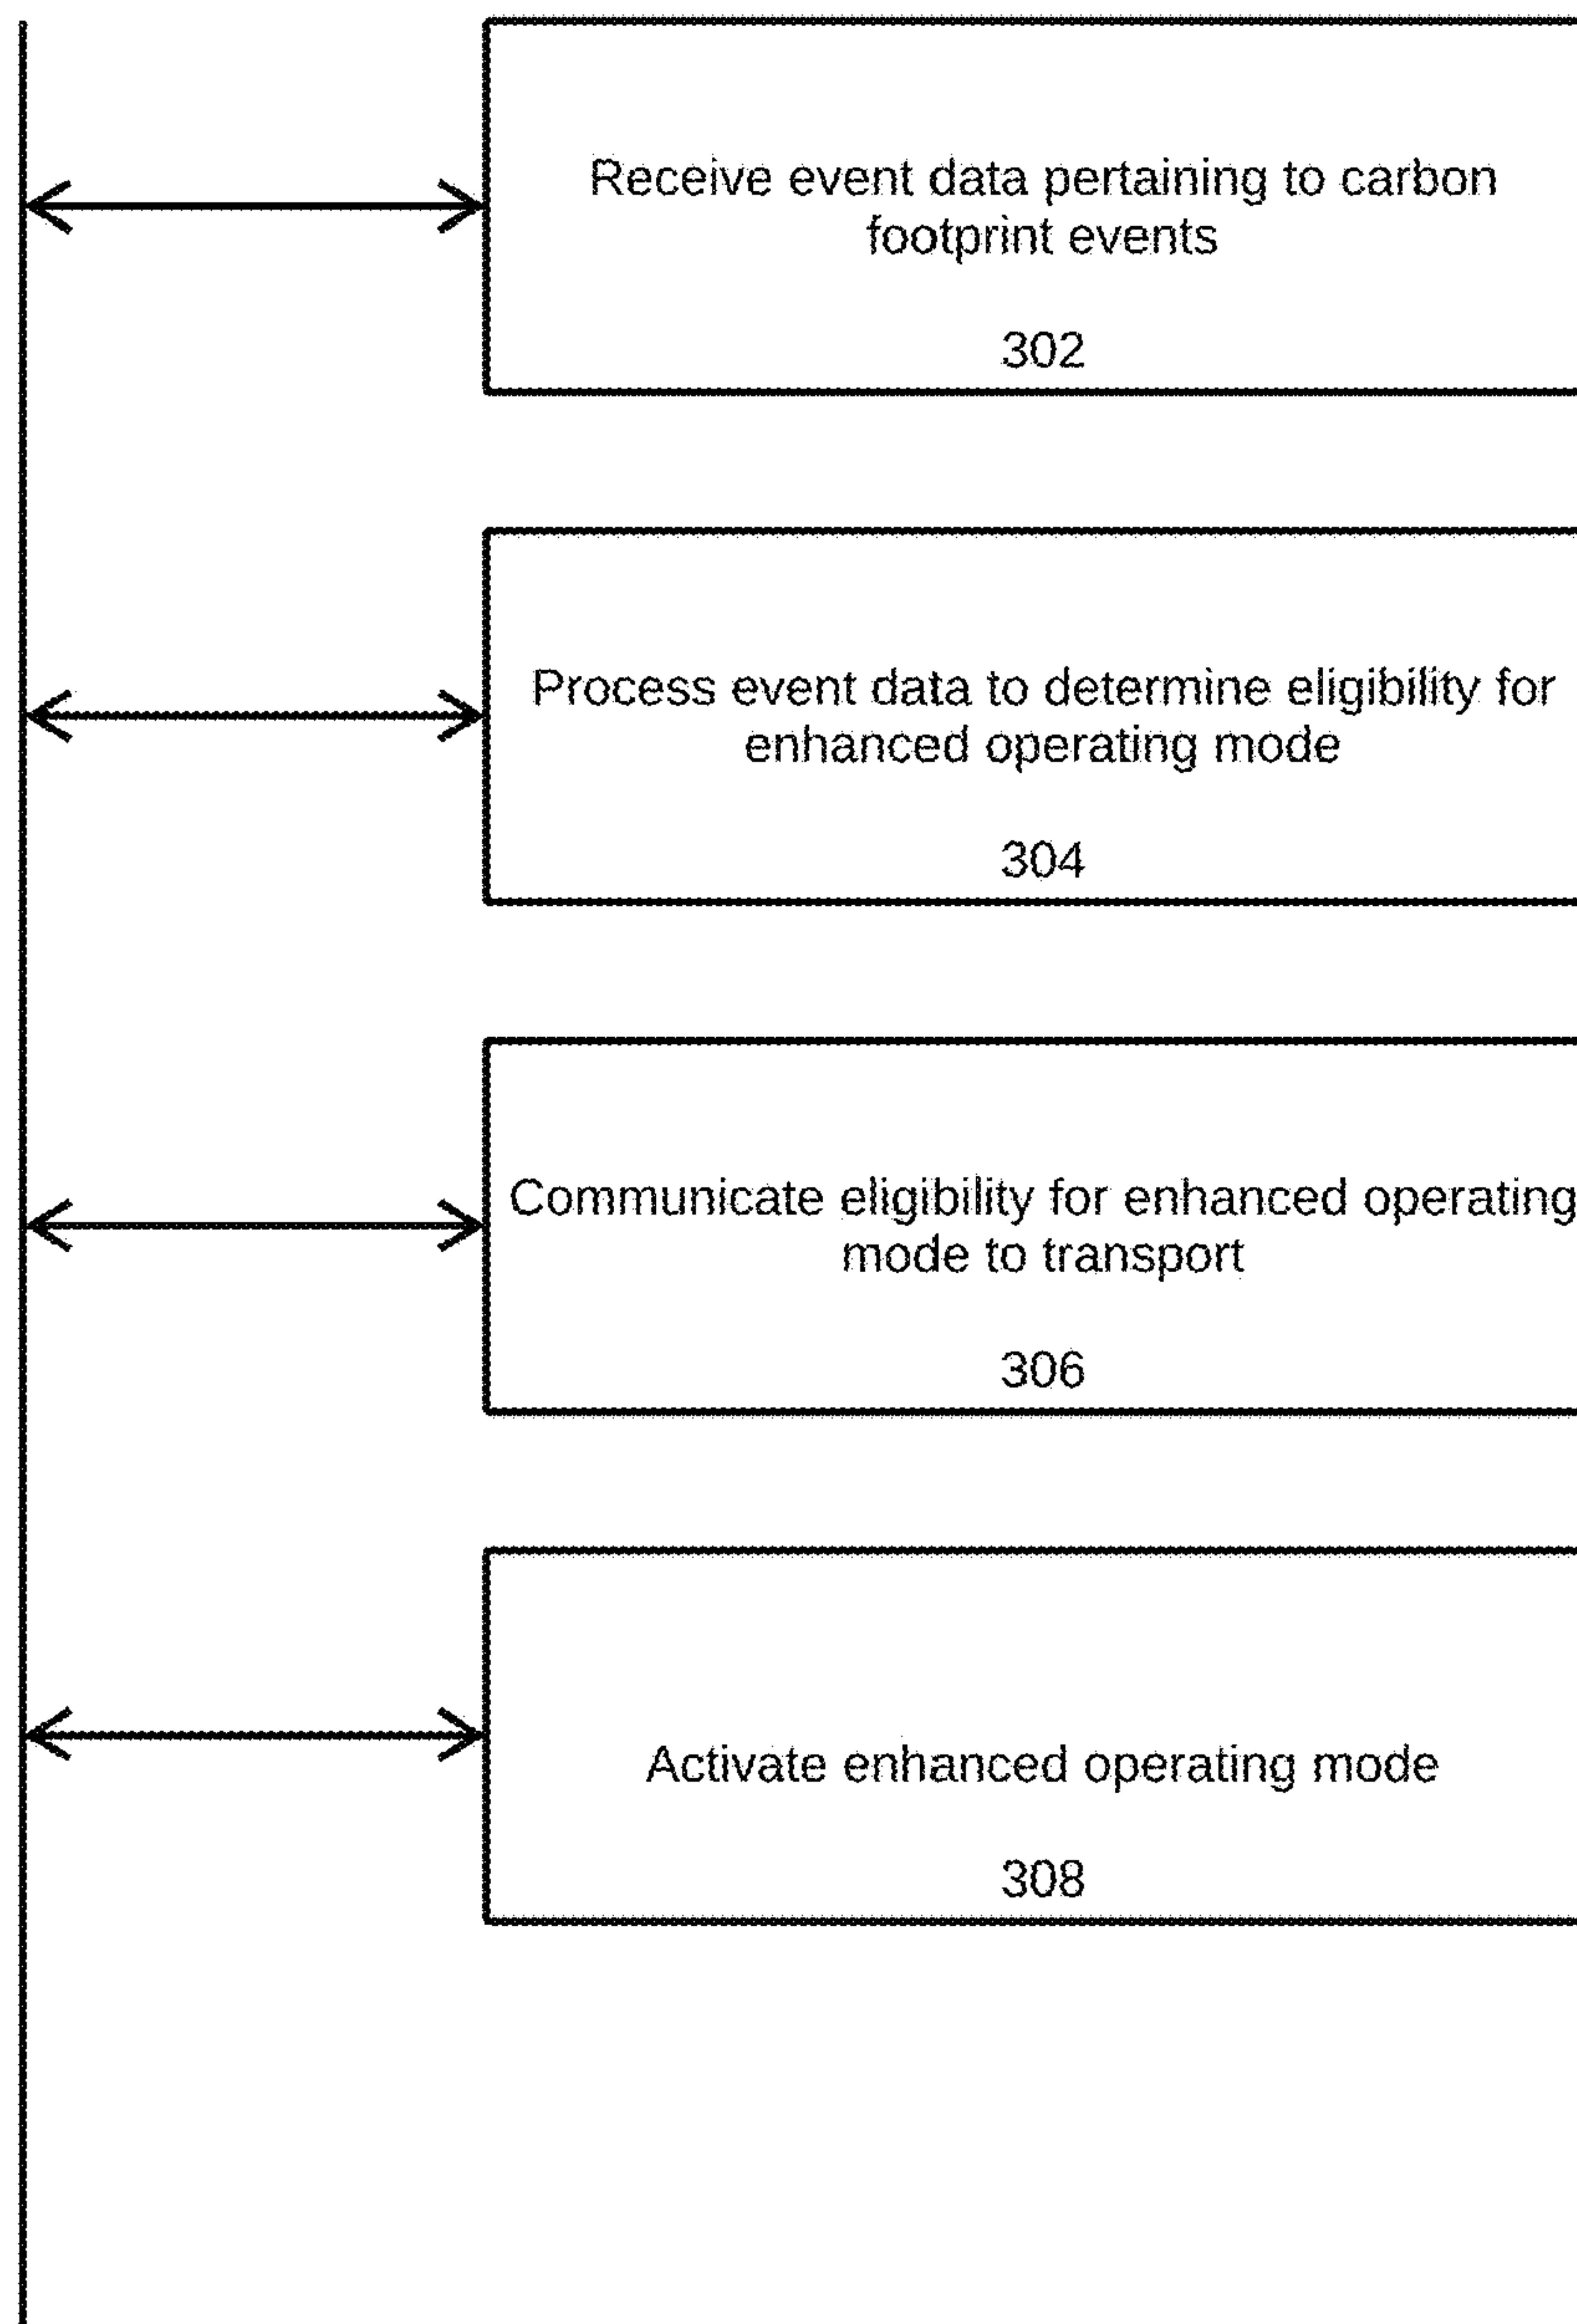 Receive event data pertaining to carbon
footprint events
302
Process event data to determine eligibility for
enhanced operating mode
304
Communicate eligibility for enhanced operating
mode to transport
306
Activate enhanced operating mode
308